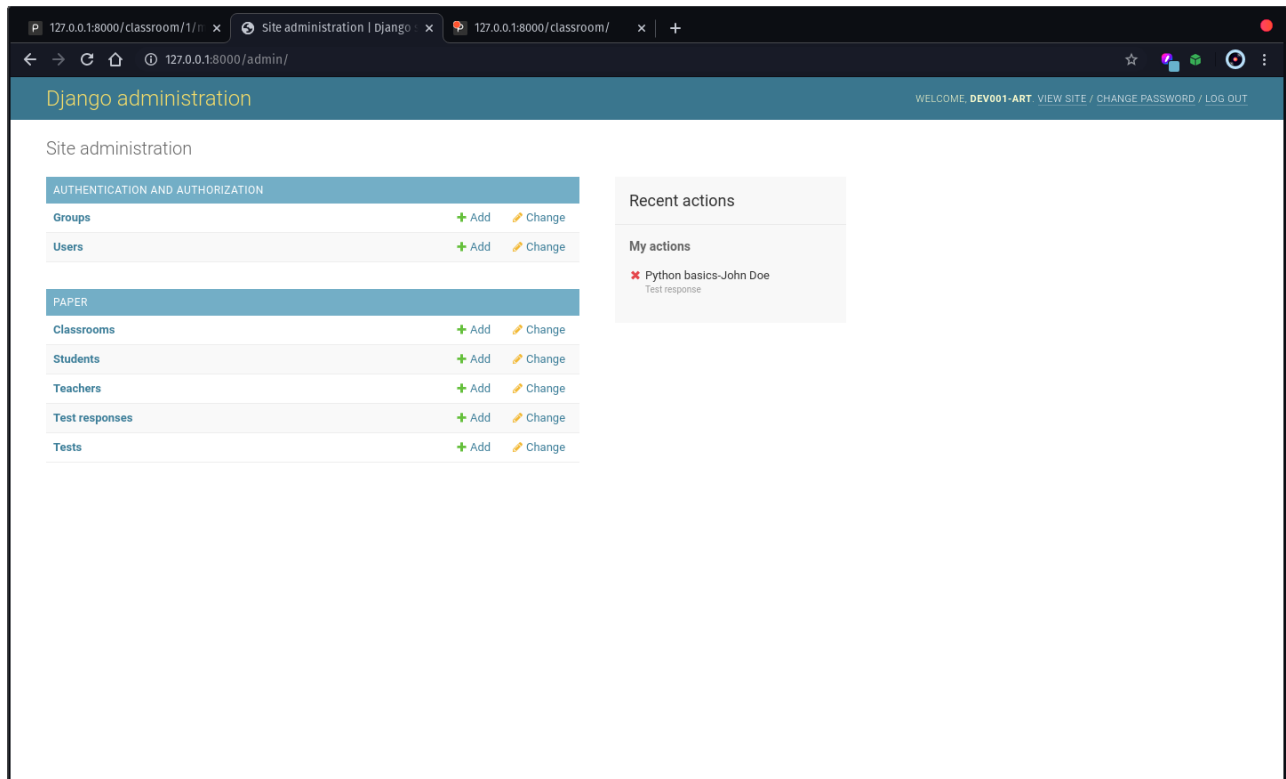 P 127.0.0.1:8000/classroom/1/ Site administration | Django 127.0.0.1:8000/classroom/
127.0.0.1:8000/admin/
Django administration
WELCOME, DEV001-ART. VIEW SITE / CHANGE PASSWORD / LOG OUT
Site administration
AUTHENTICATION AND AUTHORIZATION
Groups Add Change
Users Add Change
PAPER
Classrooms Add Change
Students Add Change
Teachers Add Change
Test responses Add Change
Tests Add Change
Recent actions
My actions
Python basics-John Doe
Test response